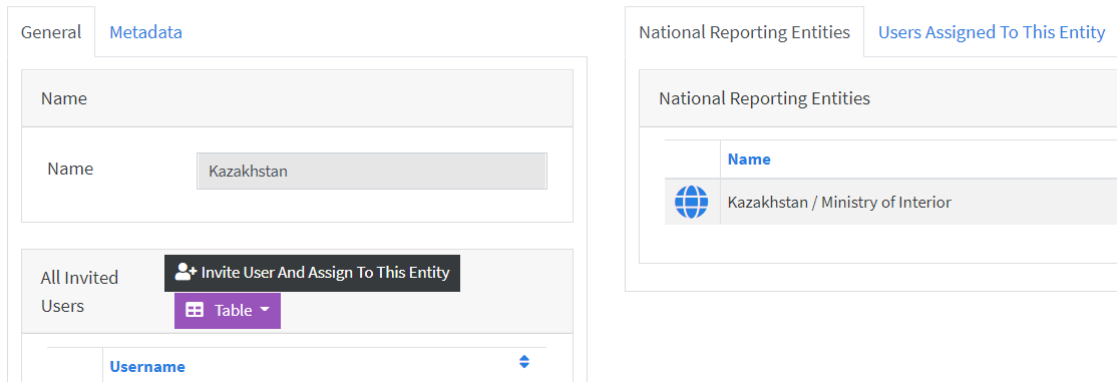 General Metadata
Name
Name Kazakhstan
All Invited Users
Invite User And Assign To This Entity
Table
Username
National Reporting Entities Users Assigned To This Entity
National Reporting Entities
Name
Kazakhstan / Ministry of Interior